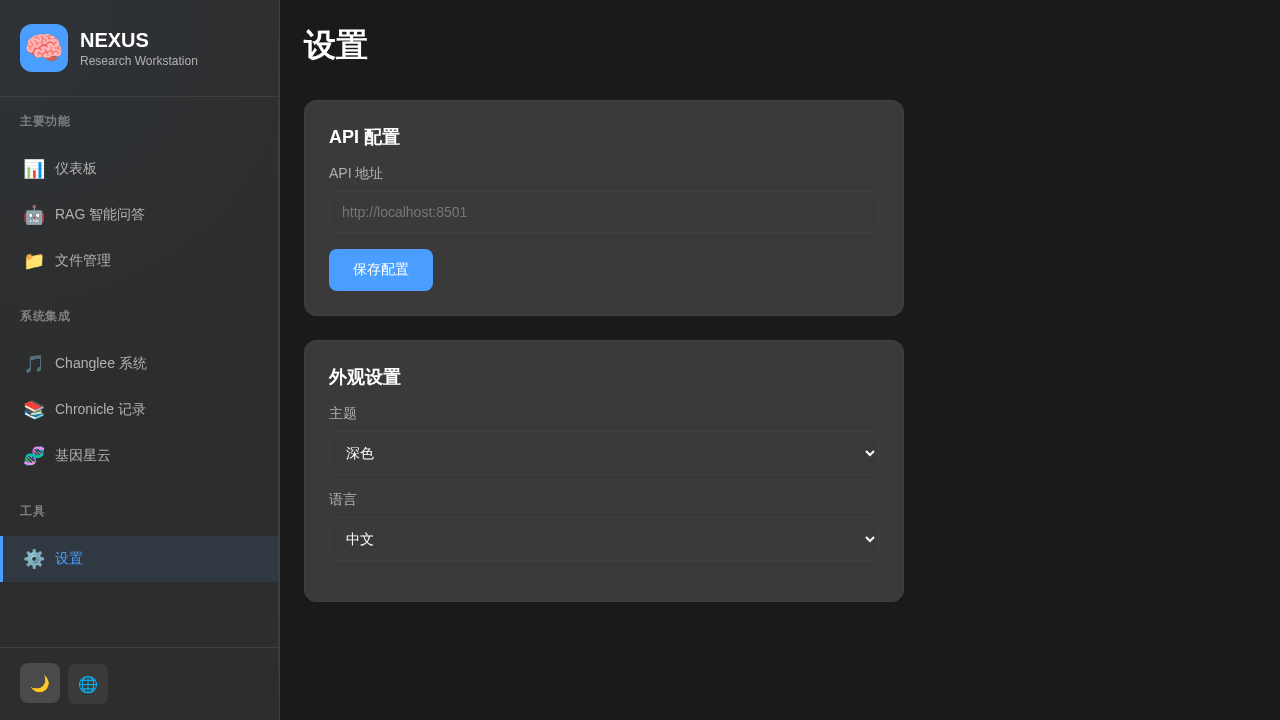 NEXUS
Research Workstation
主要功能
仪表板
RAG 智能问答
文件管理
系统集成
Changlee 系统
Chronicle 记录
基因星云
工具
设置
设置
API 配置
API 地址
http://localhost:8501
保存配置
外观设置
主题
深色
语言
中文